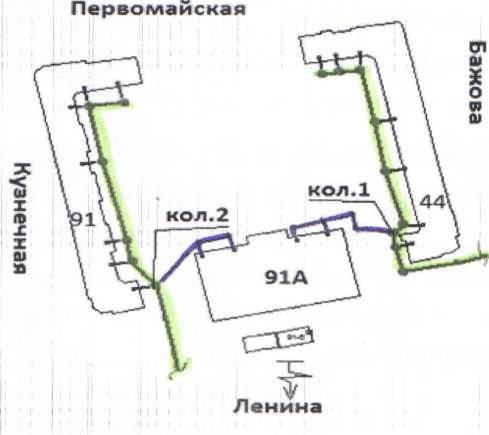 Первомайская
Бажова
Кузнечная
кол.1
44
91
кол.2
91А
Ленина